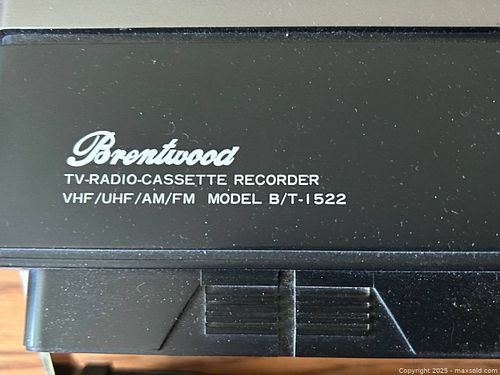 Brentwood
TV-RADIO-CASSETTE RECORDER
VHF/UHF/AM/FM MODEL B/T-1522
Copyright 2025 - maxsold.com